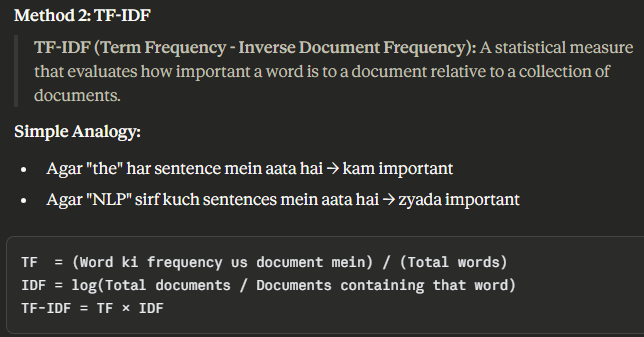 Method 2: TF-IDF
TF-IDF (Term Frequency - Inverse Document Frequency): A statistical measure
that evaluates how important a word is to a document relative to a collection of
documents.
Simple Analogy:
• Agar "the" har sentence mein aata hai → kam important
• Agar "NLP" sirf kuch sentences mein aata hai → zyada important
TF  = (Word ki frequency us document mein) / (Total words)
IDF = log(Total documents / Documents containing that word)
TF-IDF = TF × IDF